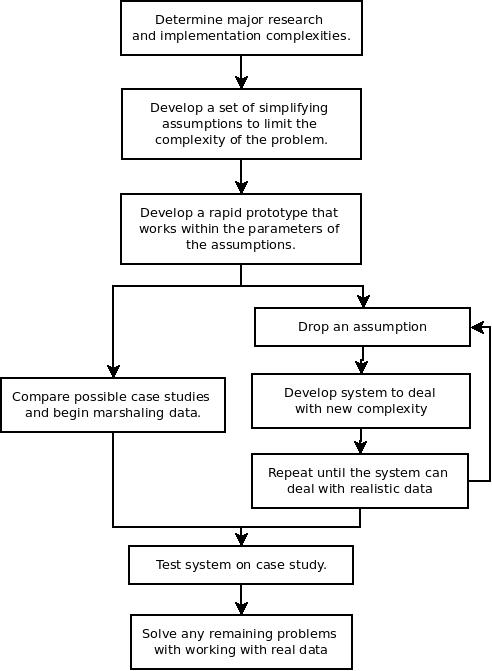 Determine major research
and implementation complexities.
Develop a set of simplifying
assumptions to limit the
complexity of the problem.
Develop a rapid prototype that
works within the parameters of
the assumptions.
Drop an assumption
Compare possible case studies
and begin marshaling data.
Develop system to deal
with new complexity
Repeat until the system can
deal with realistic data
Test system on case study.
Solve any remaining problems
with working with real data